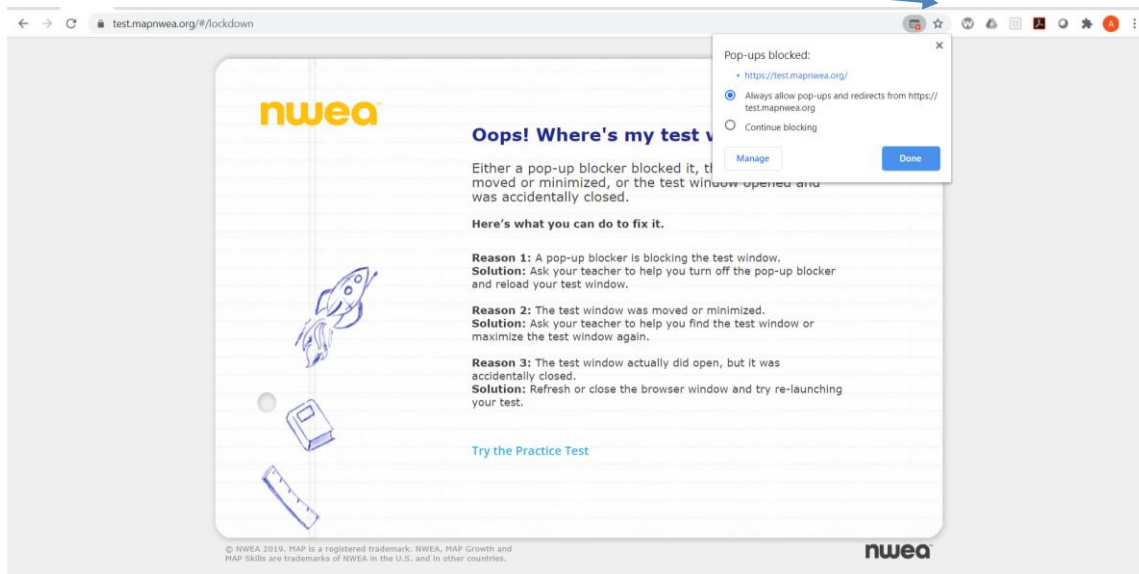 test.mapnwea.org/#/lockdown
A
Pop-ups blocked:
• https://test.mapnwea.org/
Always allow pop-ups and redirects from https://
test.mapnwea.org
Continue blocking
Manage
Done
nwea
Oops! Where's my test
Either a pop-up blocker blocked it,
moved or minimized, or the test window opened and
was accidentally closed.
Here's what you can do to fix it.
Reason 1: A pop-up blocker is blocking the test window.
Solution: Ask your teacher to help you turn off the pop-up blocker
and reload your test window.
Reason 2: The test window was moved or minimized.
Solution: Ask your teacher to help you find the test window or
maximize the test window again.
Reason 3: The test window actually did open, but it was
accidentally closed.
Solution: Refresh or close the browser window and try re-launching
your test.
Try the Practice Test
© NWEA 2019. MAP is a registered trademark. NWEA, MAP Growth and
MAP Skills are trademarks of NWEA in the U.S. and in other countries.
nwea